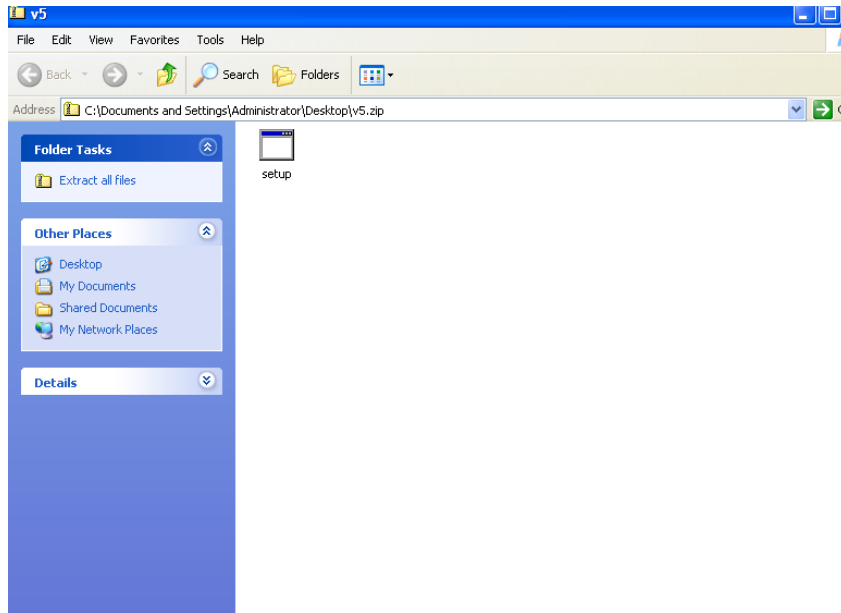 v5
File Edit View Favorites Tools Help
Back Search Folders
Address C:\Documents and Settings\Administrator\Desktop\v5.zip
Folder Tasks
Extract all files
setup
Other Places
Desktop
My Documents
Shared Documents
My Network Places
Details